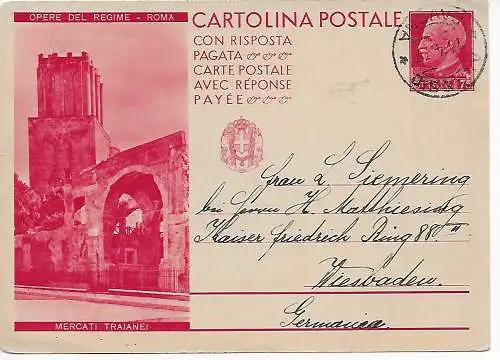 OPERE DEL REGIME - ROMA
CARTOLINA POSTALE
CON RISPOSTA
PAGATA
CARTE POSTALE
AVEC RÉPONSE
PAYÉE
Frau L. Siemering
bei Herrn H. Matthiesing
Kaiser Friedrich Ring 88 III
Wiesbaden.
Germania.
MERCATI TRAIANEI